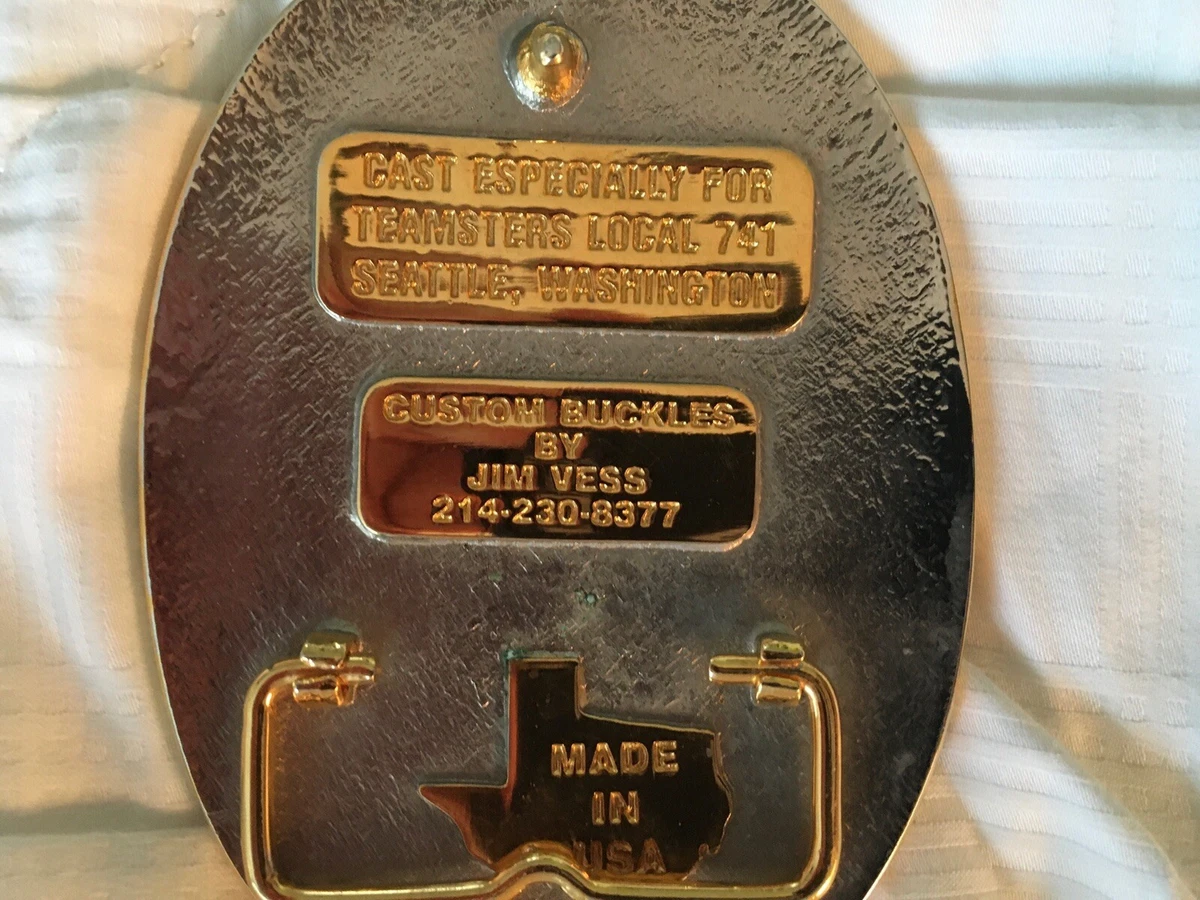 CAST ESPECIALLY FOR
TEAMSTERS LOCAL 741
SEATTLE, WASHINGTON
CUSTOM BUCKLES
BY
JIM VESS
214-230-8377
MADE
IN
USA